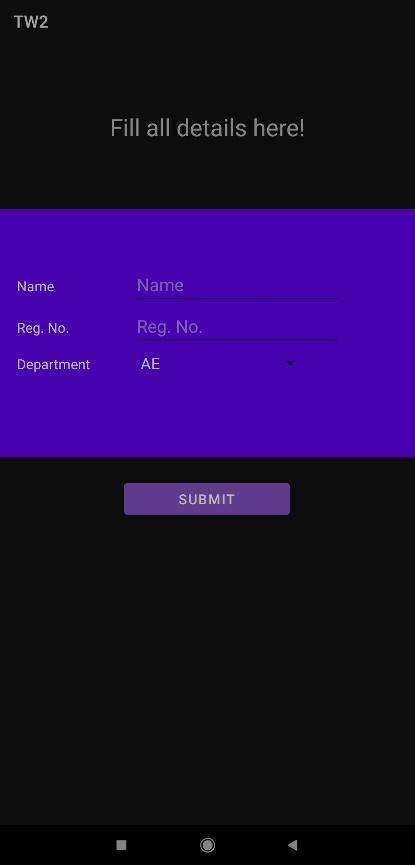 TW2
Fill all details here!
Name Name
Reg. No. Reg. No.
Department AE
SUBMIT